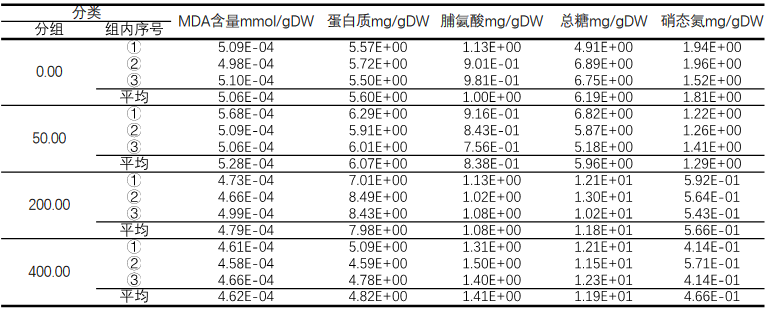 分类 MDA含量mmol/gDW 蛋白质mg/gDW 脯氨酸mg/gDW 总糖mg/gDW 硝态氮mg/gDW
分组 组内序号
0.00 ① 5.09E-04 5.57E+00 1.13E+00 4.91E+00 1.94E+00
② 4.98E-04 5.72E+00 9.01E-01 6.89E+00 1.96E+00
③ 5.10E-04 5.50E+00 9.81E-01 6.75E+00 1.52E+00
平均 5.06E-04 5.60E+00 1.00E+00 6.19E+00 1.81E+00
50.00 ① 5.68E-04 6.29E+00 9.16E-01 6.82E+00 1.22E+00
② 5.09E-04 5.91E+00 8.43E-01 5.87E+00 1.26E+00
③ 5.06E-04 6.01E+00 7.56E-01 5.18E+00 1.41E+00
平均 5.28E-04 6.07E+00 8.38E-01 5.96E+00 1.29E+00
200.00 ① 4.73E-04 7.01E+00 1.13E+00 1.21E+01 5.92E-01
② 4.66E-04 8.49E+00 1.02E+00 1.30E+01 5.64E-01
③ 4.99E-04 8.43E+00 1.08E+00 1.02E+01 5.43E-01
平均 4.79E-04 7.98E+00 1.08E+00 1.18E+01 5.66E-01
400.00 ① 4.61E-04 5.09E+00 1.31E+00 1.21E+01 4.14E-01
② 4.58E-04 4.59E+00 1.50E+00 1.15E+01 5.71E-01
③ 4.66E-04 4.78E+00 1.40E+00 1.23E+01 4.14E-01
平均 4.62E-04 4.82E+00 1.41E+00 1.19E+01 4.66E-01